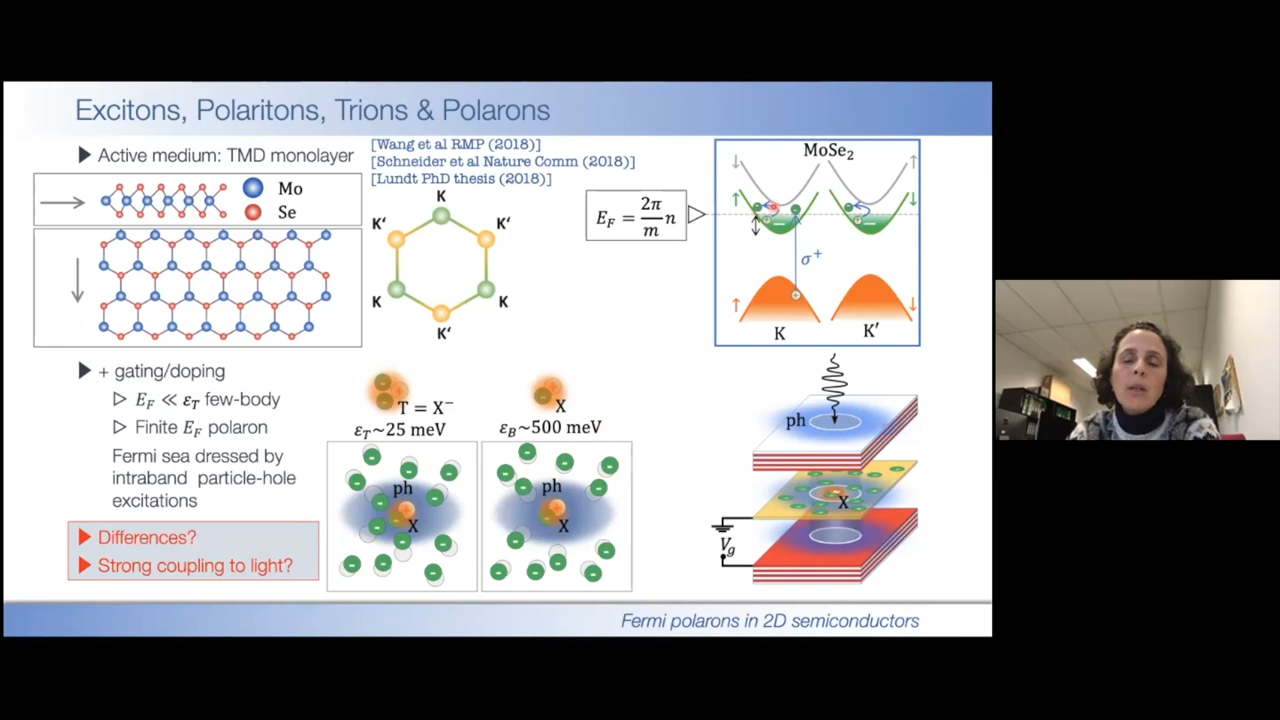 Excitons, Polaritons, Trions & Polarons
Active medium: TMD monolayer
[Wang et al RMP (2018)]
[Schneider et al Nature Comm (2018)]
[Lundt PhD thesis (2018)]
Mo
Se
K
K‘
K‘
K
K
K‘
E_F = 2π/m n
MoSe₂
↓ ↑
↑ ↓
σ⁺
↑ ↓
K
K′
+ gating/doping
E_F ≪ ε_T few-body
Finite E_F polaron
Fermi sea dressed by
intraband particle-hole
excitations
Differences?
Strong coupling to light?
T = X⁻
ε_T~25 meV
ph
X
X
ε_B~500 meV
ph
X
ph
X
V_g
Fermi polarons in 2D semiconductors